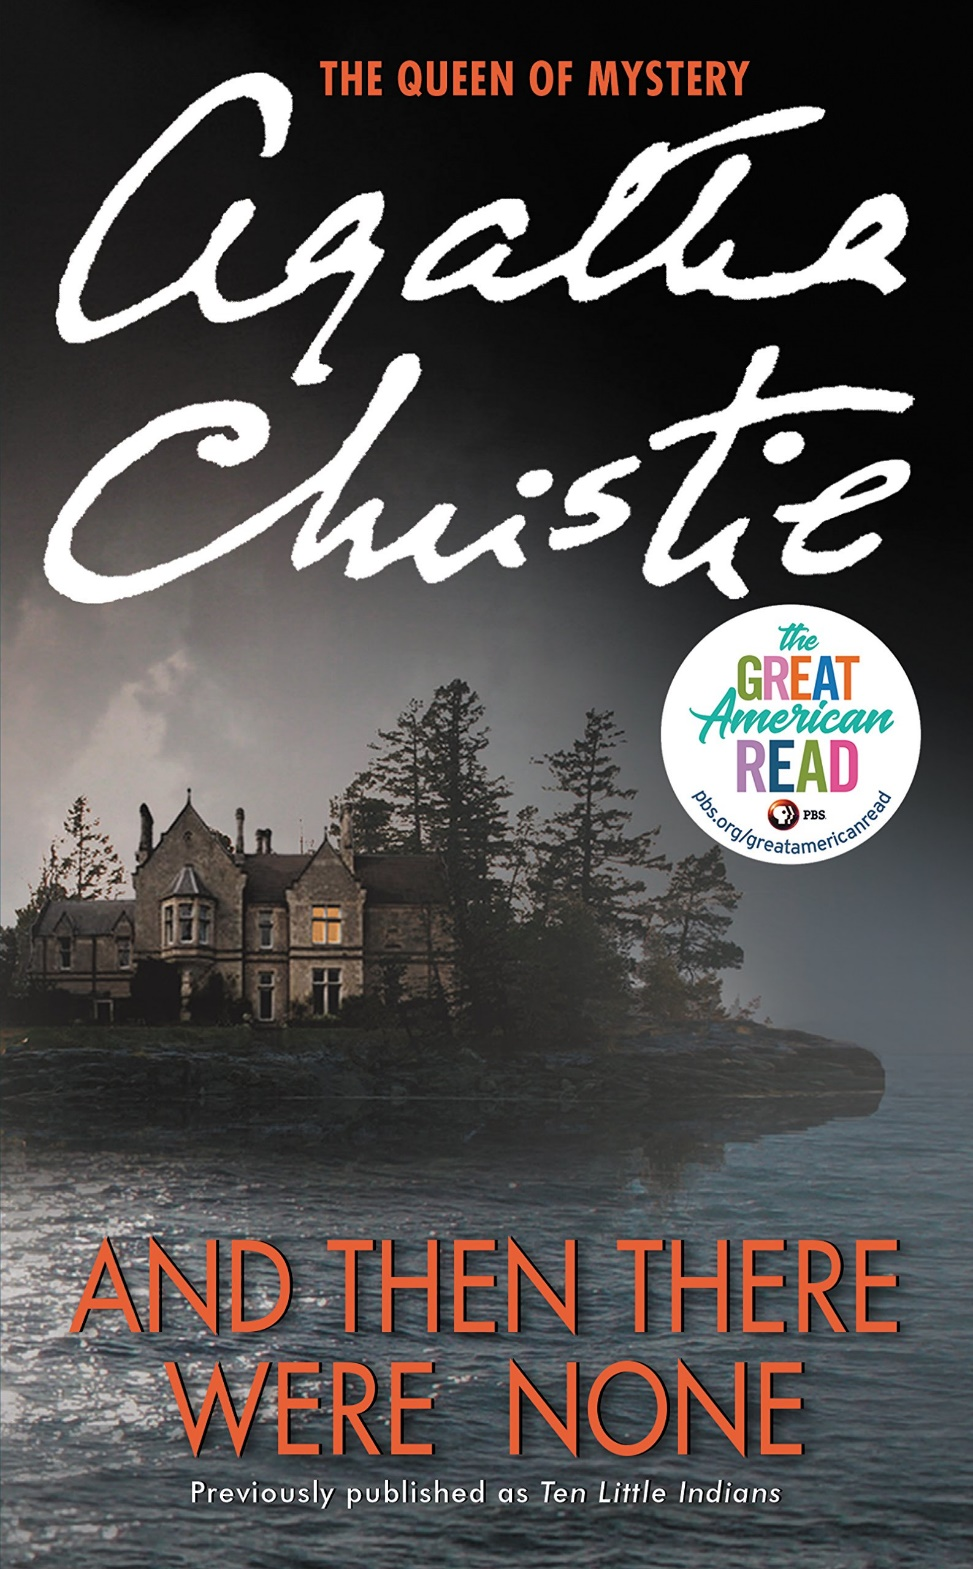 THE QUEEN OF MYSTERY
Agatha
Christie
the
GREAT
American
READ
PBS
pbs.org/greatamericanread
AND THEN THERE
WERE NONE
Previously published as Ten Little Indians